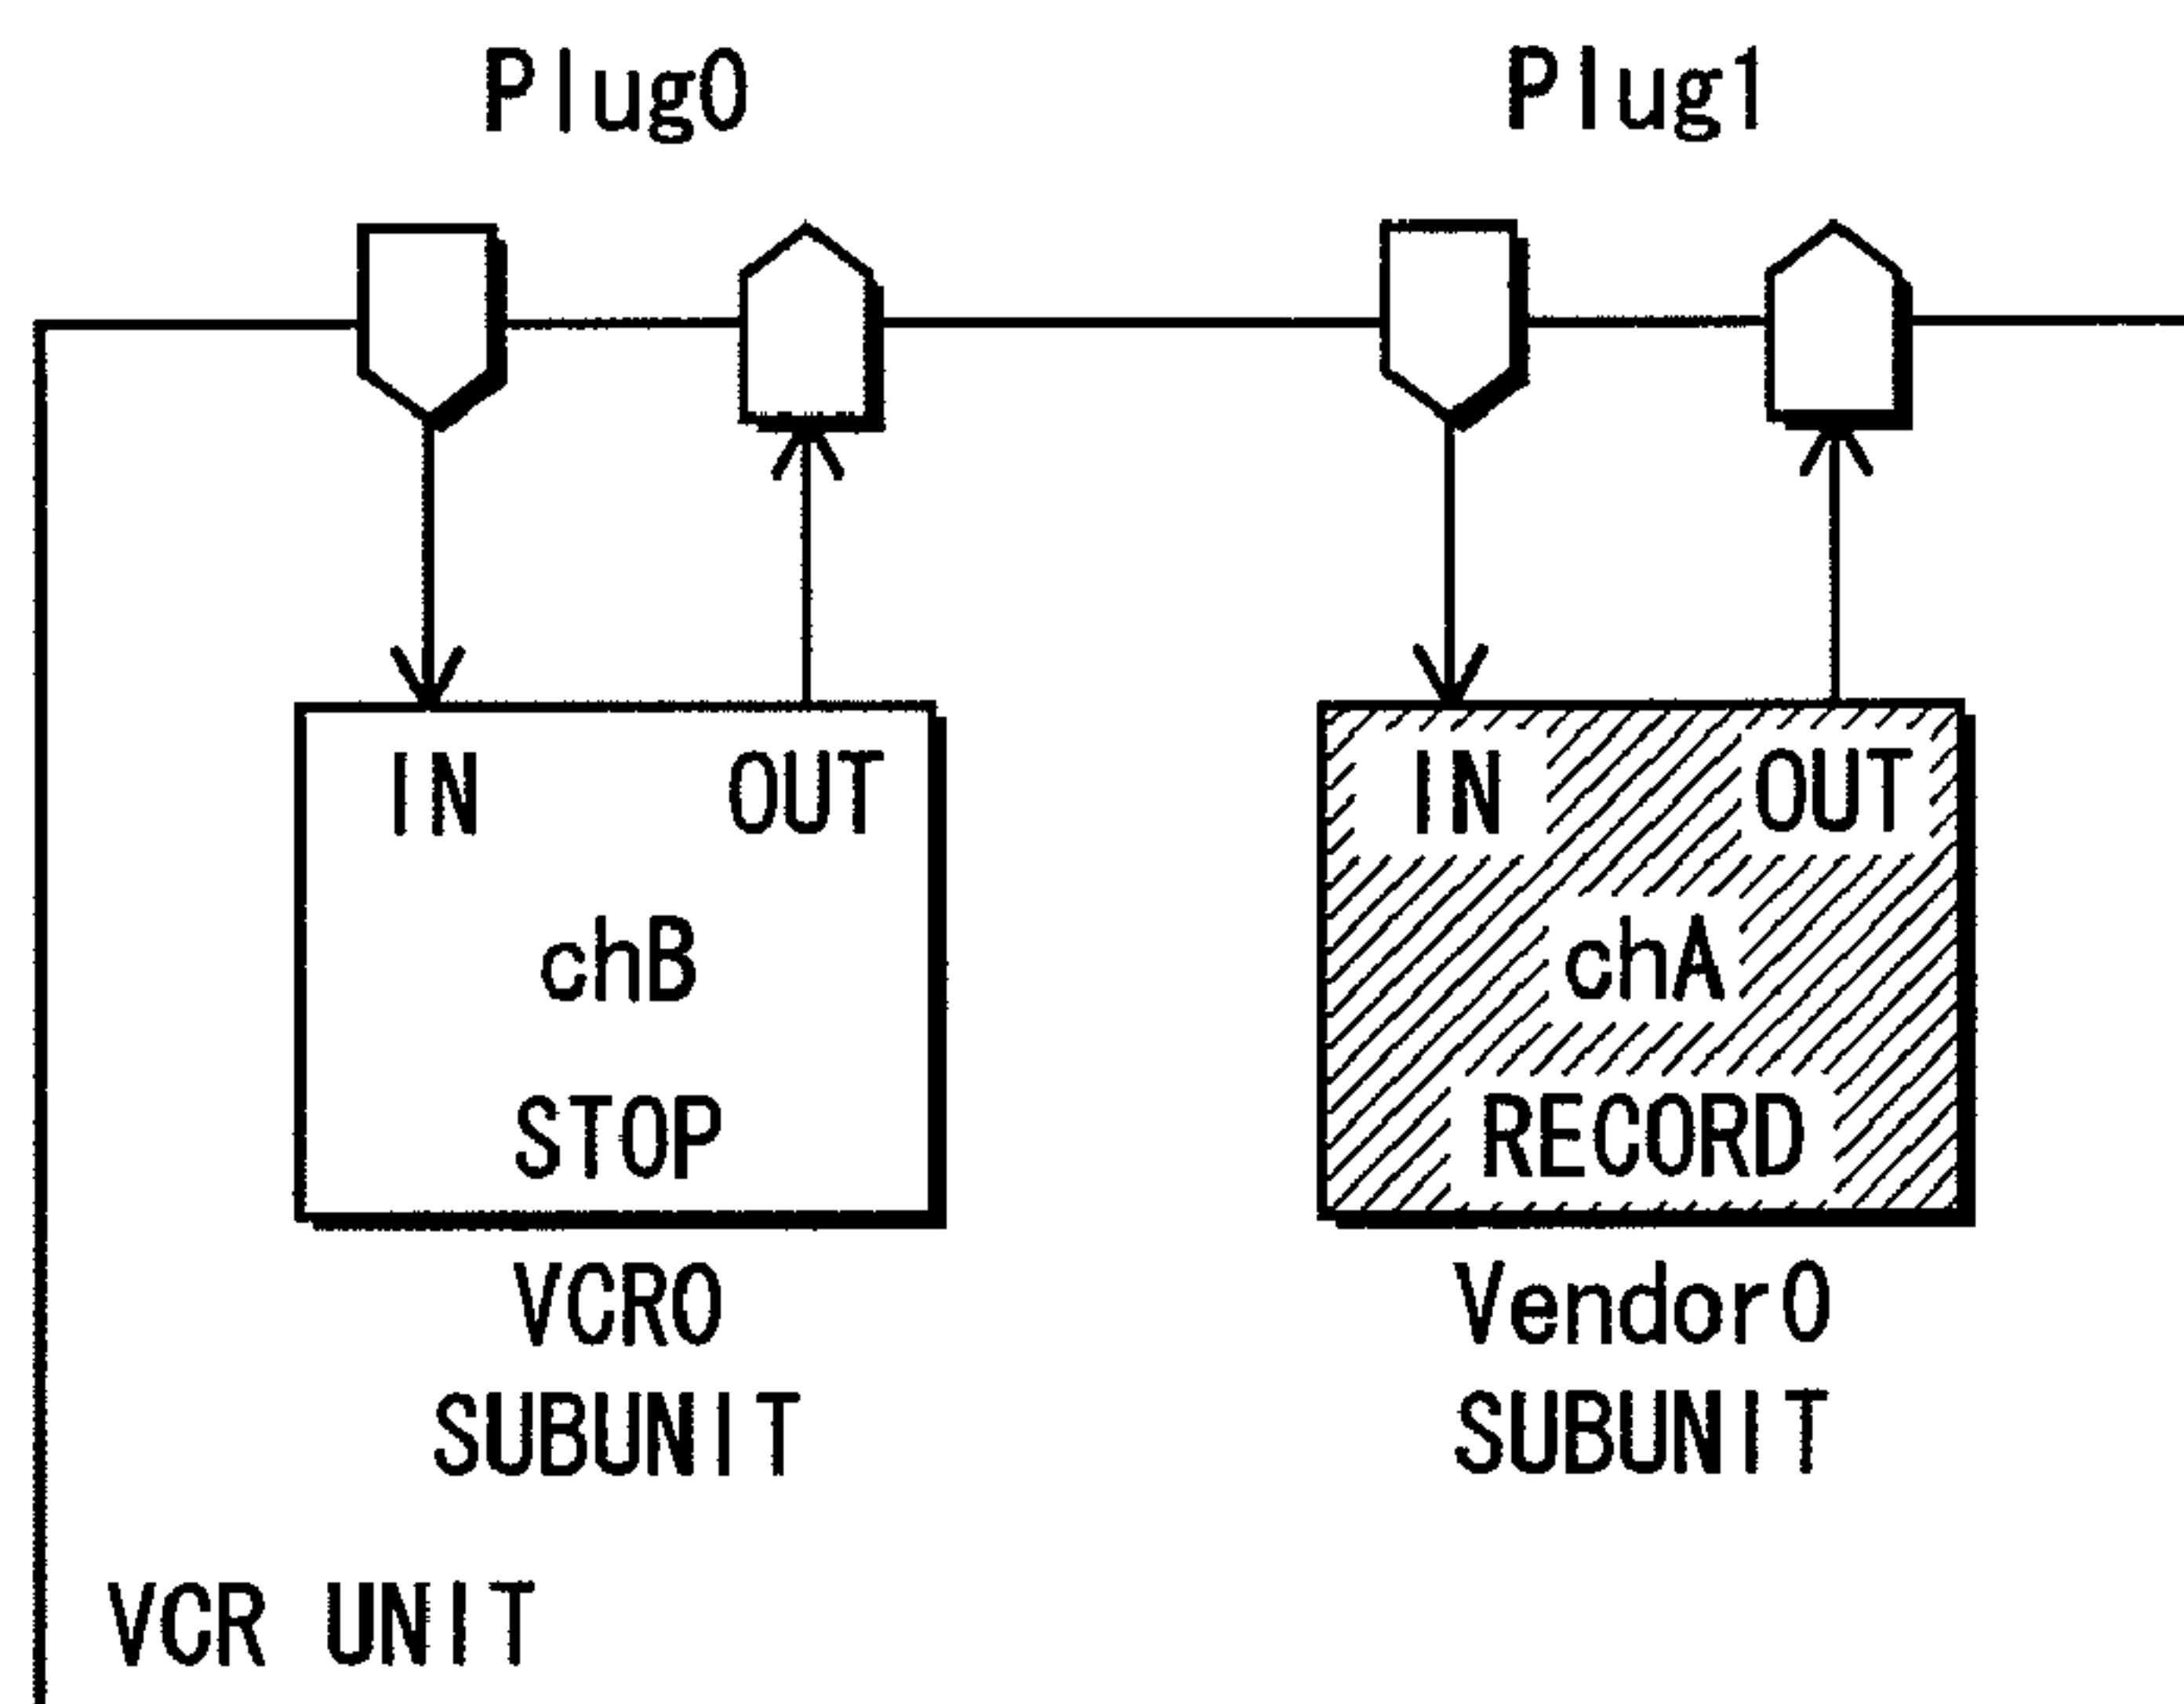 Plug0 Plug1
IN OUT IN OUT
chB chA
STOP RECORD
VCR0 Vendor0
SUBUNIT SUBUNIT
VCR UNIT